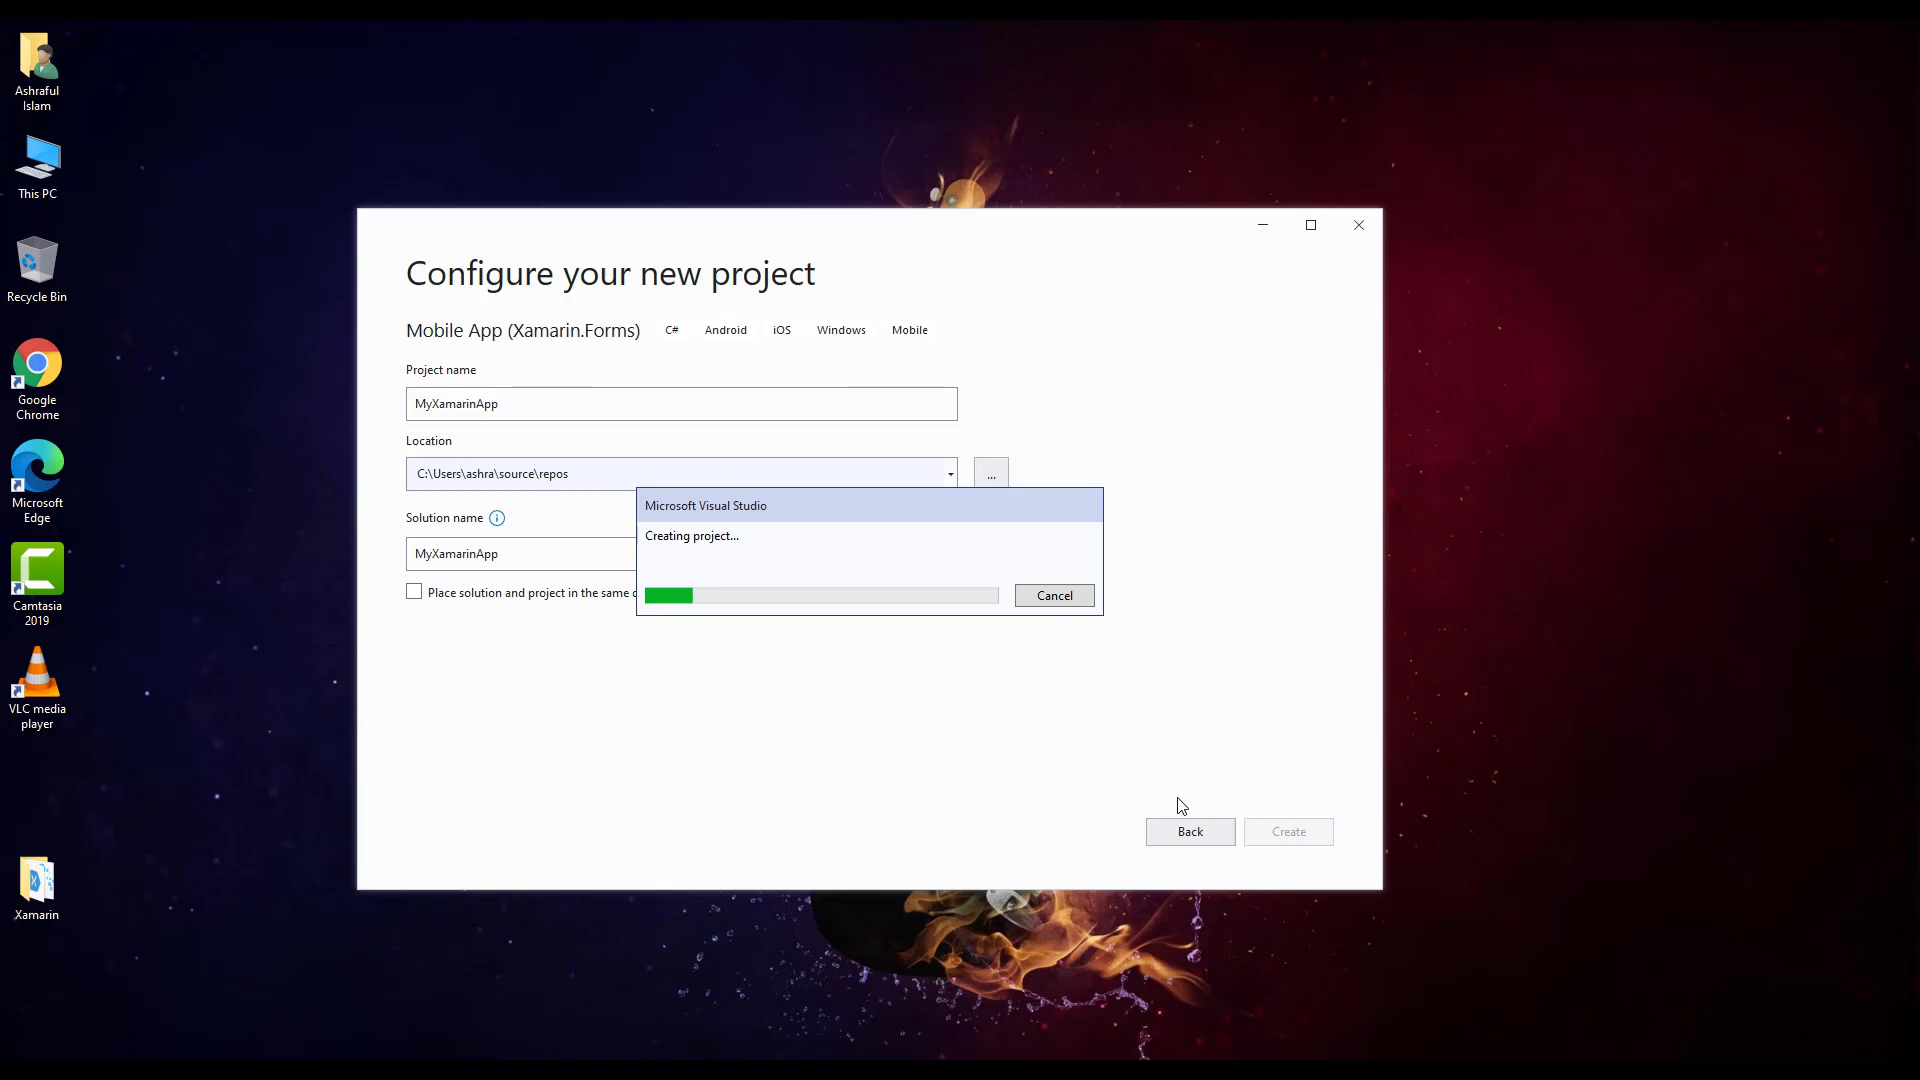 Ashraful
Islam
This PC
Recycle Bin
Google
Chrome
Microsoft
Edge
Camtasia
2019
VLC media
player
Xamarin
Configure your new project
Mobile App (Xamarin.Forms) C# Android iOS Windows Mobile
Project name
MyXamarinApp
Location
C:\Users\ashra\source\repos
...
Solution name
MyXamarinApp
Place solution and project in the same
Microsoft Visual Studio
Creating project...
Cancel
Back
Create